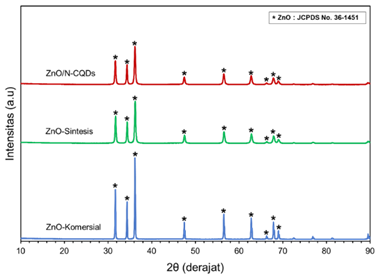 * ZnO : JCPDS No. 36-1451
ZnO/N-CQDs
ZnO-Sintesis
ZnO-Komersial
Intensitas (a.u)
10 20 30 40 50 60 70 80 90
2θ (derajat)